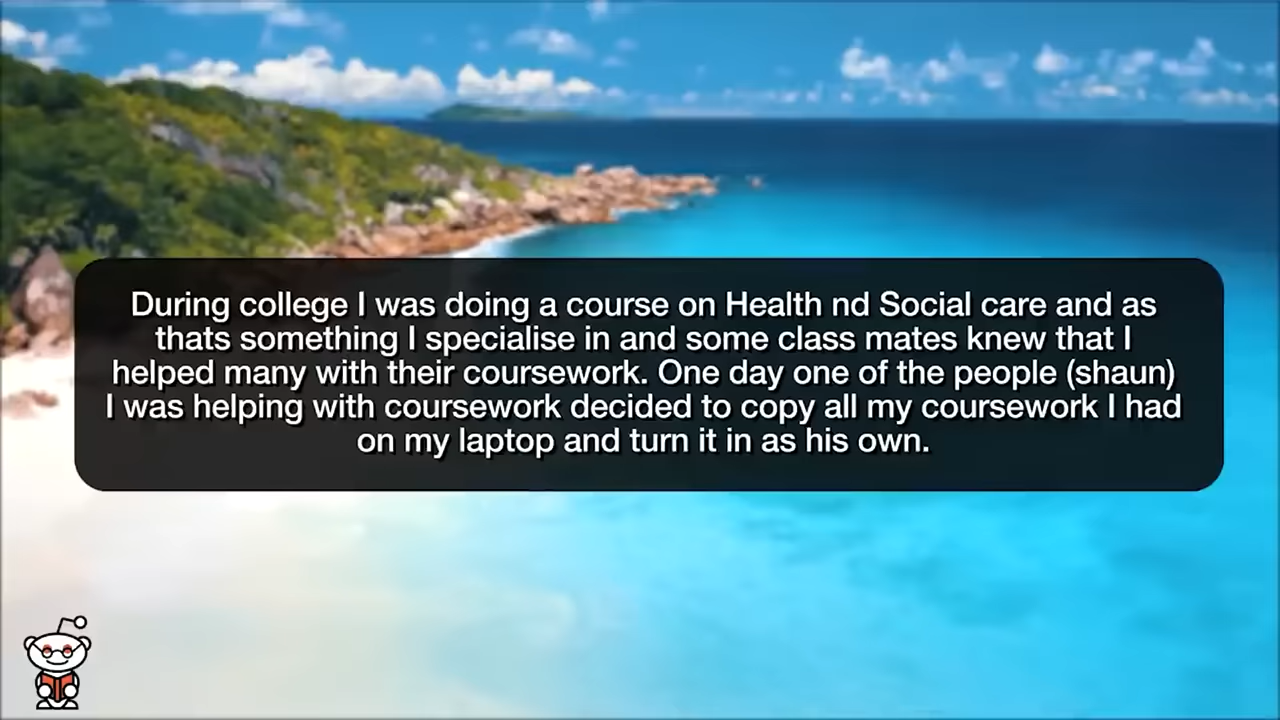 During college I was doing a course on Health nd Social care and as
thats something I specialise in and some class mates knew that I
helped many with their coursework. One day one of the people (shaun)
I was helping with coursework decided to copy all my coursework I had
on my laptop and turn it in as his own.